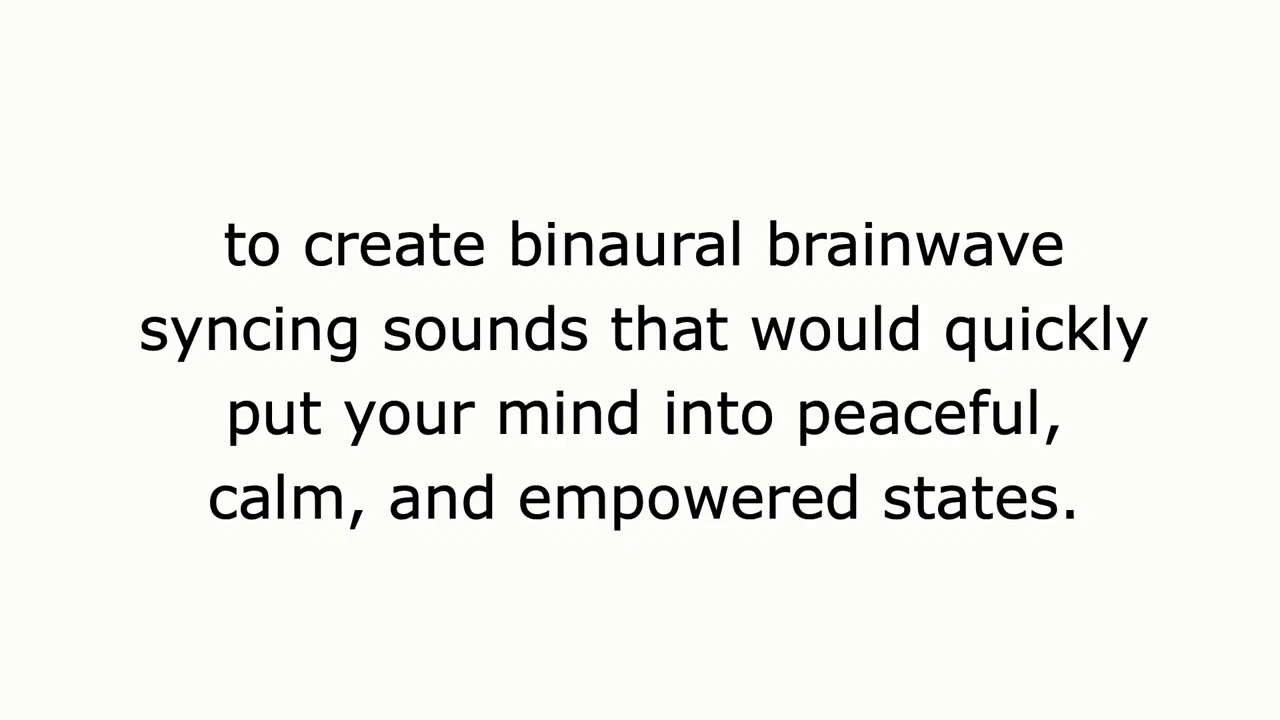 to create binaural brainwave
syncing sounds that would quickly
put your mind into peaceful,
calm, and empowered states.